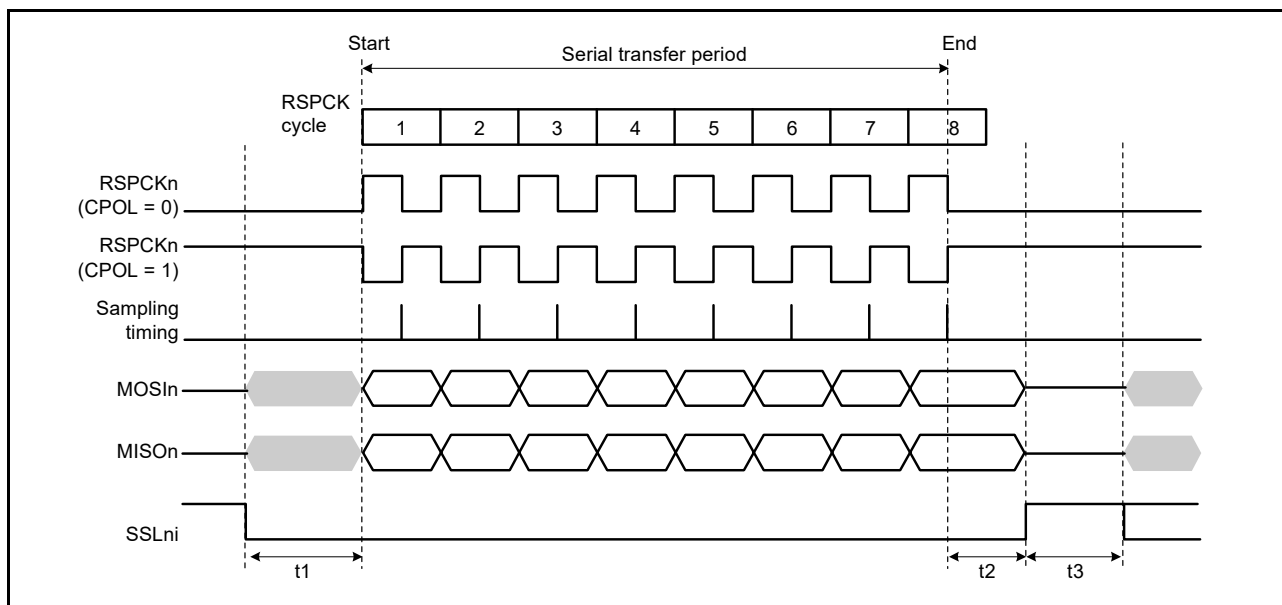 Start
End
Serial transfer period
RSPCK
cycle
1 2 3 4 5 6 7 8
RSPCKn
(CPOL = 0)
RSPCKn
(CPOL = 1)
Sampling
timing
MOSIn
MISOn
SSLni
t1
t2
t3